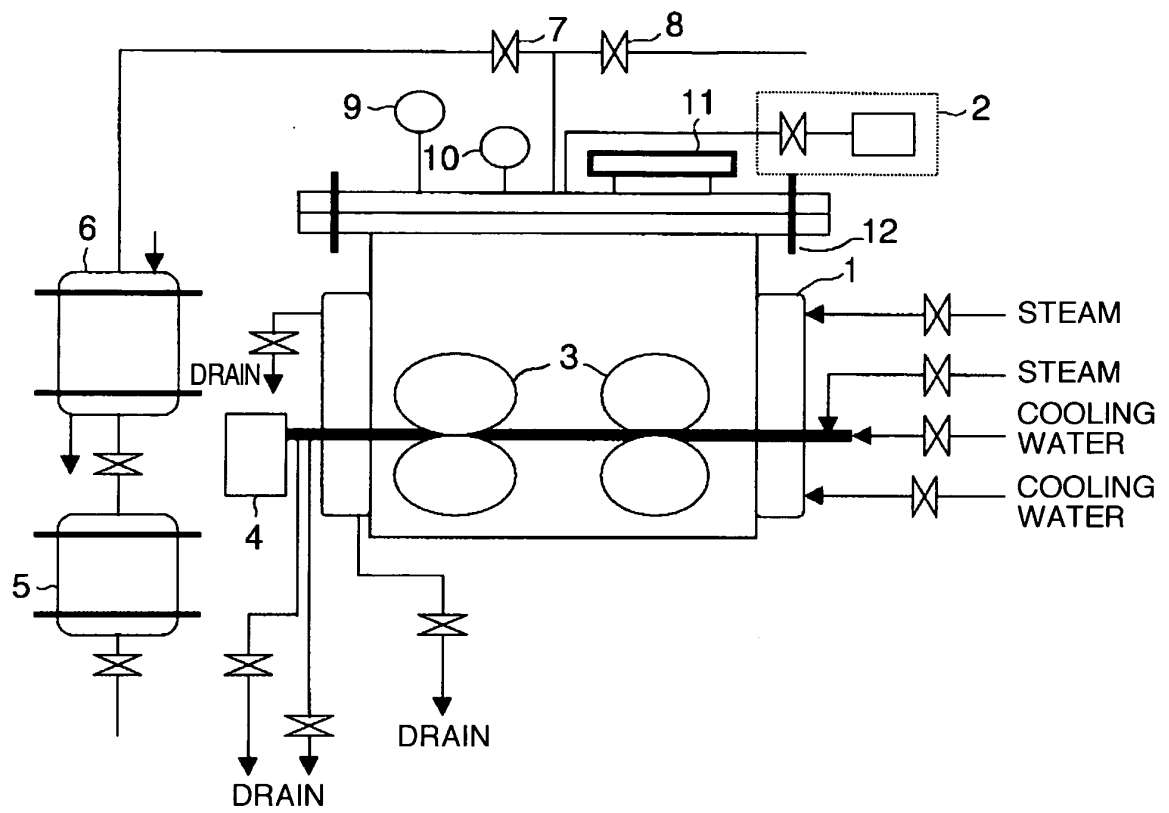 7
8
9
10
11
2
6
12
1
STEAM
3
STEAM
DRAIN
COOLING
WATER
4
COOLING
WATER
5
DRAIN
DRAIN